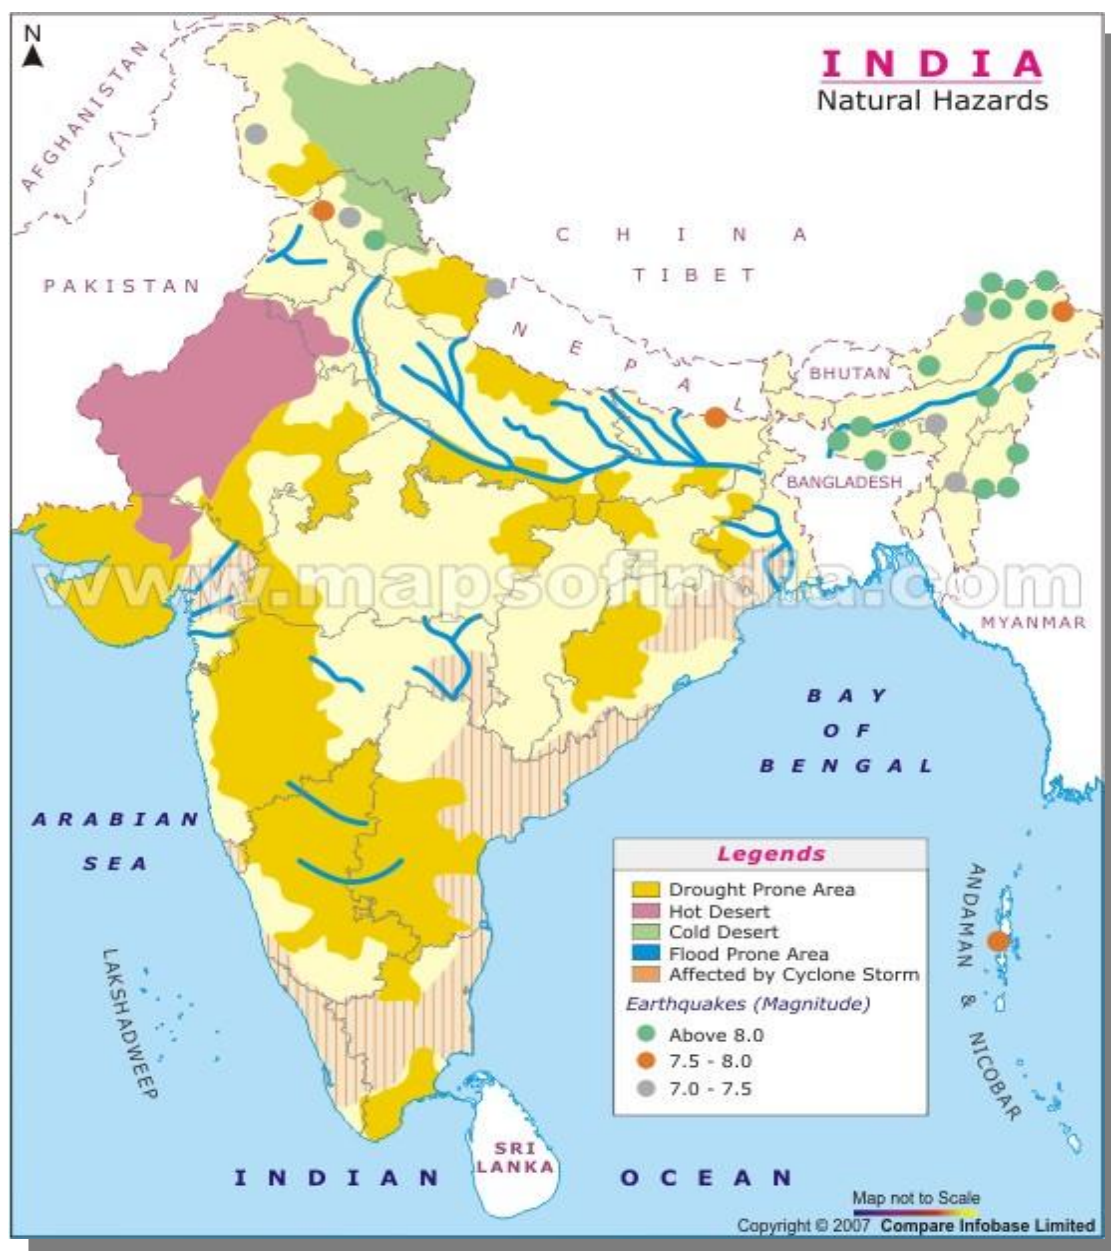 N
INDIA
Natural Hazards
AFGHANISTAN
CHINA
TIBET
PAKISTAN
NEPAL
BHUTAN
BANGLADESH
www.mapsofindia.com
MYANMAR
BAY
OF
BENGAL
ARABIAN
SEA
Legends
Drought Prone Area
Hot Desert
Cold Desert
Flood Prone Area
Affected by Cyclone Storm
Earthquakes (Magnitude)
Above 8.0
7.5 - 8.0
7.0 - 7.5
ANDAMAN & NICOBAR
LAKSHADWEEP
SRI
LANKA
INDIAN OCEAN
Map not to Scale
Copyright © 2007 Compare Infobase Limited